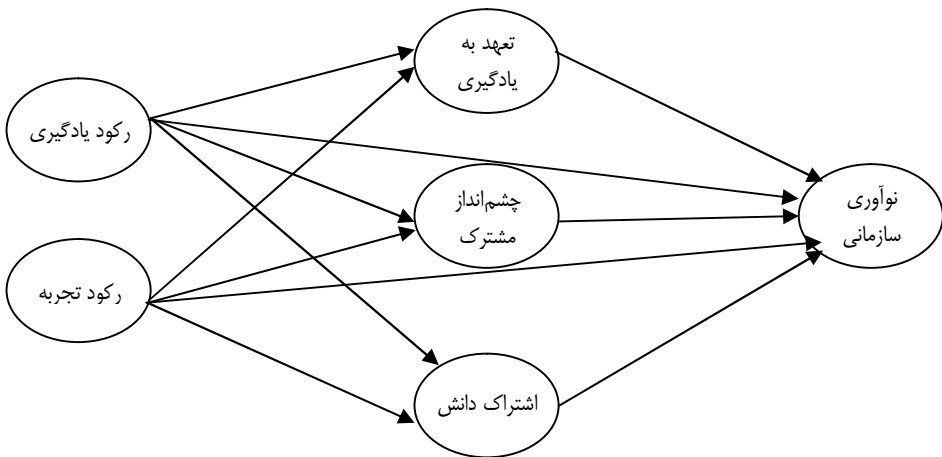 تعهد به
یادگیری
رکود یادگیری
چشم‌انداز
مشترک
نوآوری
سازمانی
رکود تجربه
اشتراک دانش